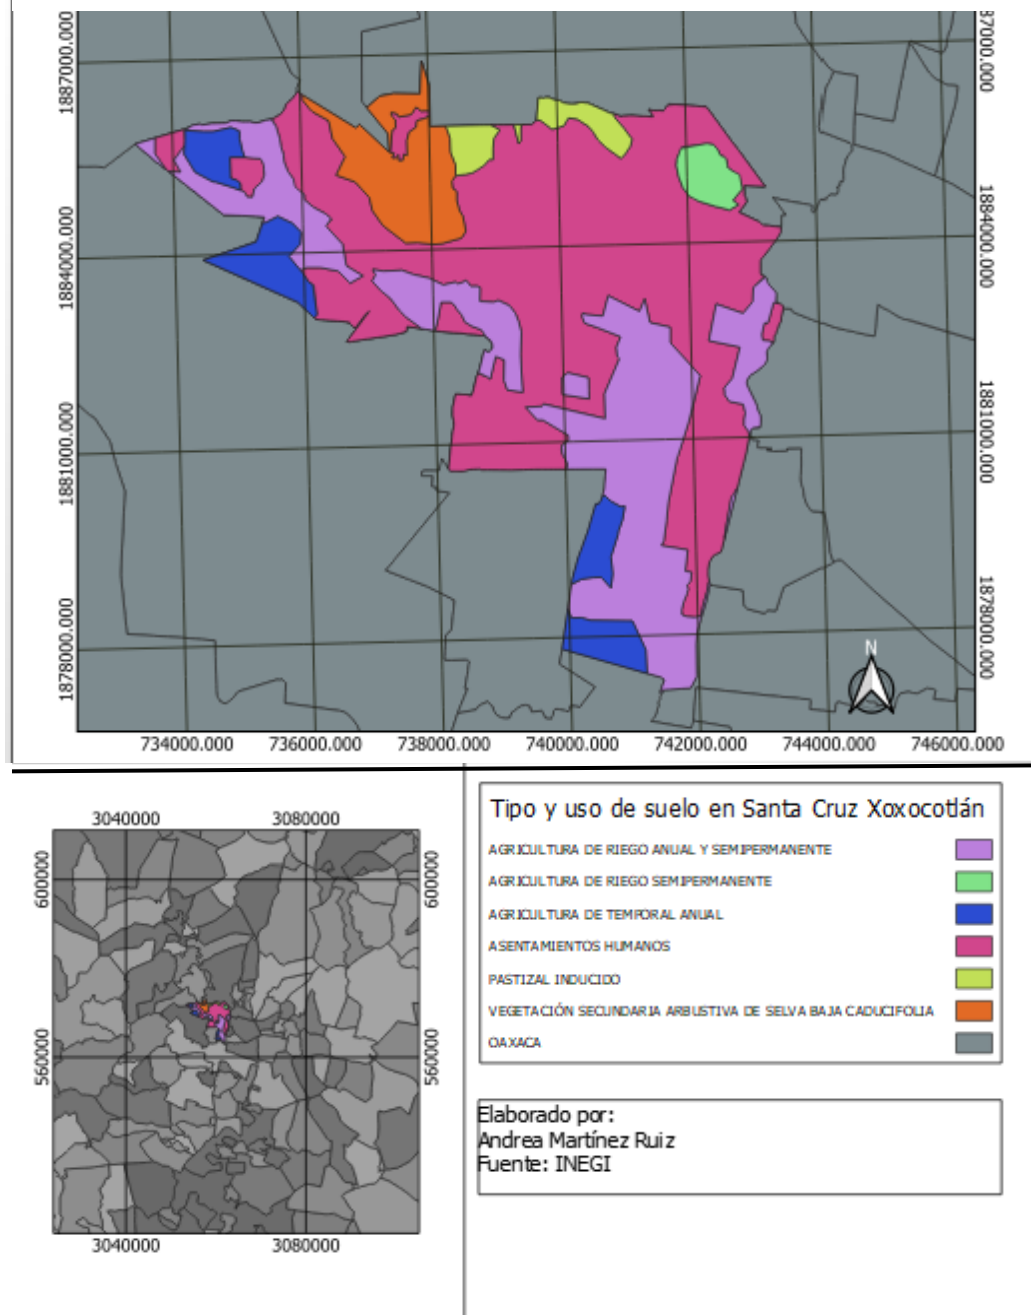 1887000.000
87000.000
1884000.000
1884000.000
1881000.000
1881000.000
1878000.000
1878000.000
N
734000.000 736000.000 738000.000 740000.000 742000.000 744000.000 746000.000
3040000 3080000
600000
600000
560000
560000
3040000 3080000
Tipo y uso de suelo en Santa Cruz Xoxocotlán
AGRICULTURA DE RIEGO ANUAL Y SEMIPERMANENTE
AGRICULTURA DE RIEGO SEMIPERMANENTE
AGRICULTURA DE TEMPORAL ANUAL
ASENTAMIENTOS HUMANOS
PASTIZAL INDUCIDO
VEGETACIÓN SECUNDARIA ARBUSTIVA DE SELVA BAJA CADUCIFOLIA
OAXACA
Elaborado por:
Andrea Martínez Ruiz
Fuente: INEGI